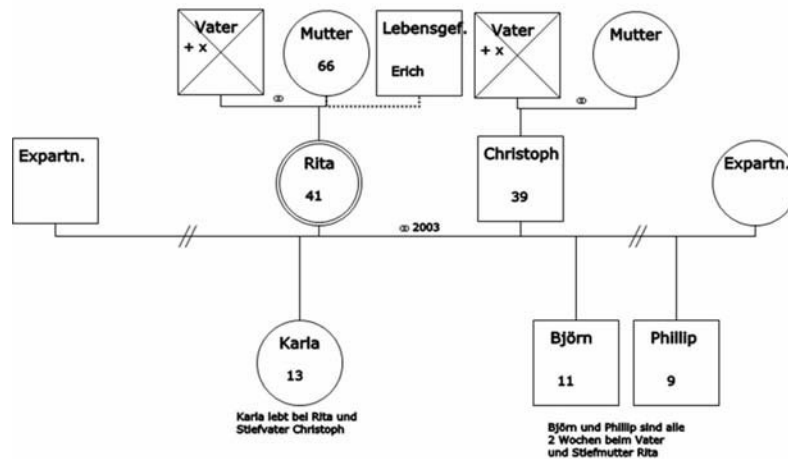 Vater
+ x
Mutter
66
Lebensgef.
Erich
Vater
+ x
Mutter
⚭
⚭
Expartn.
Rita
41
Christoph
39
Expartn.
⚭ 2003
Karla
13
Björn
11
Phillip
9
Karla lebt bei Rita und
Stiefvater Christoph
Björn und Phillip sind alle
2 Wochen beim Vater
und Stiefmutter Rita